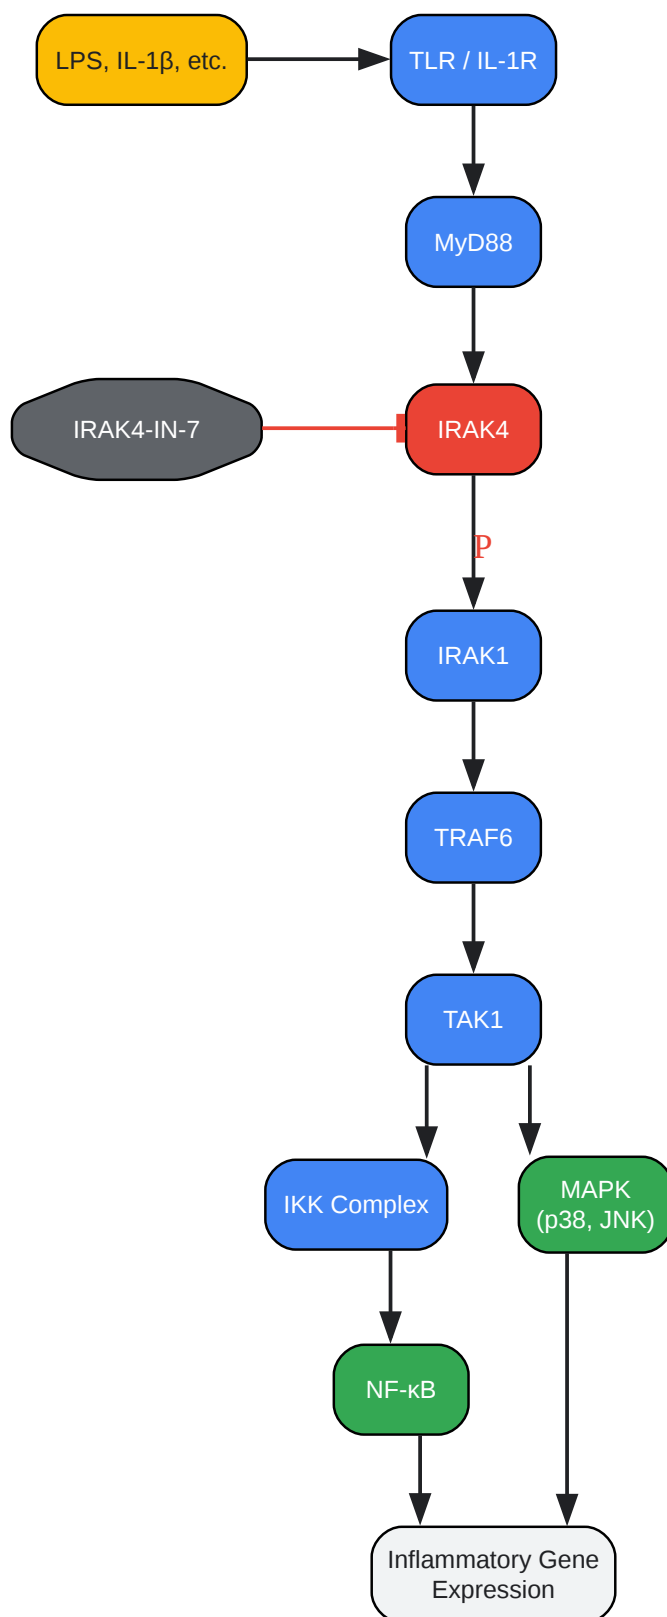 LPS, IL-1β, etc.
TLR / IL-1R
MyD88
IRAK4-IN-7
IRAK4
P
IRAK1
TRAF6
TAK1
IKK Complex
MAPK
(p38, JNK)
NF-κB
Inflammatory Gene
Expression